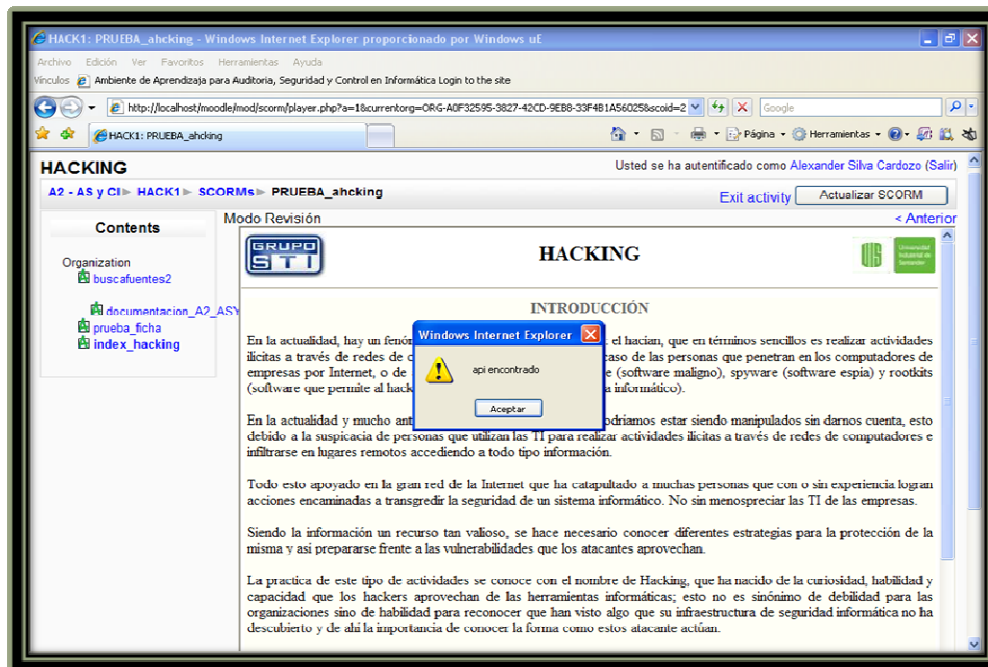 HACK1: PRUEBA_ahcking - Windows Internet Explorer proporcionado por Windows uE
Archivo Edición Ver Favoritos Herramientas Ayuda
Vínculos Ambiente de Aprendizaja para Auditoria, Seguridad y Control en Informática Login to the site
http://localhost/moodle/mod/scorm/player.php?a=1&currentorg=ORG-A0F32595-3827-42CD-9EB8-33F4B1A56025&scoid=2
Google
HACK1: PRUEBA_ahcking
Página Herramientas
HACKING
Usted se ha autentificado como Alexander Silva Cardozo (Salir)
A2 - AS y CI HACK1 SCORMs PRUEBA_ahcking
Exit activity Actualizar SCORM
Contents
Organization
buscafuentes2
documentacion_A2_ASY
prueba_ficha
index_hacking
Modo Revisión
< Anterior
GRUPO
STI
HACKING
UIS
Universidad
Industrial de
Santander
INTRODUCCIÓN
En la actualidad, hay un fenór el hacían, que en términos sencillos es realizar actividades
ilícitas a través de redes de c caso de las personas que penetran en los computadores de
empresas por Internet, o de e (software maligno), spyware (software espía) y rootkits
(software que permite al hack a informático).
En la actualidad y mucho ant odriamos estar siendo manipulados sin darnos cuenta, esto
debido a la suspicacia de personas que utilizan las TI para realizar actividades ilícitas a través de redes de computadores e
infiltrarse en lugares remotos accediendo a todo tipo información.
Todo esto apoyado en la gran red de la Internet que ha catapultado a muchas personas que con o sin experiencia logran
acciones encaminadas a transgredir la seguridad de un sistema informático. No sin menospreciar las TI de las empresas.
Siendo la información un recurso tan valioso, se hace necesario conocer diferentes estrategias para la protección de la
misma y asi prepararse frente a las vulnerabilidades que los atacantes aprovechan.
La practica de este tipo de actividades se conoce con el nombre de Hacking, que ha nacido de la curiosidad, habilidad y
capacidad que los hackers aprovechan de las herramientas informáticas; esto no es sinónimo de debilidad para las
organizaciones sino de habilidad para reconocer que han visto algo que su infraestructura de seguridad informática no ha
descubierto y de ahí la importancia de conocer la forma como estos atacante actúan.
Windows Internet Explorer
api encontrado
Aceptar